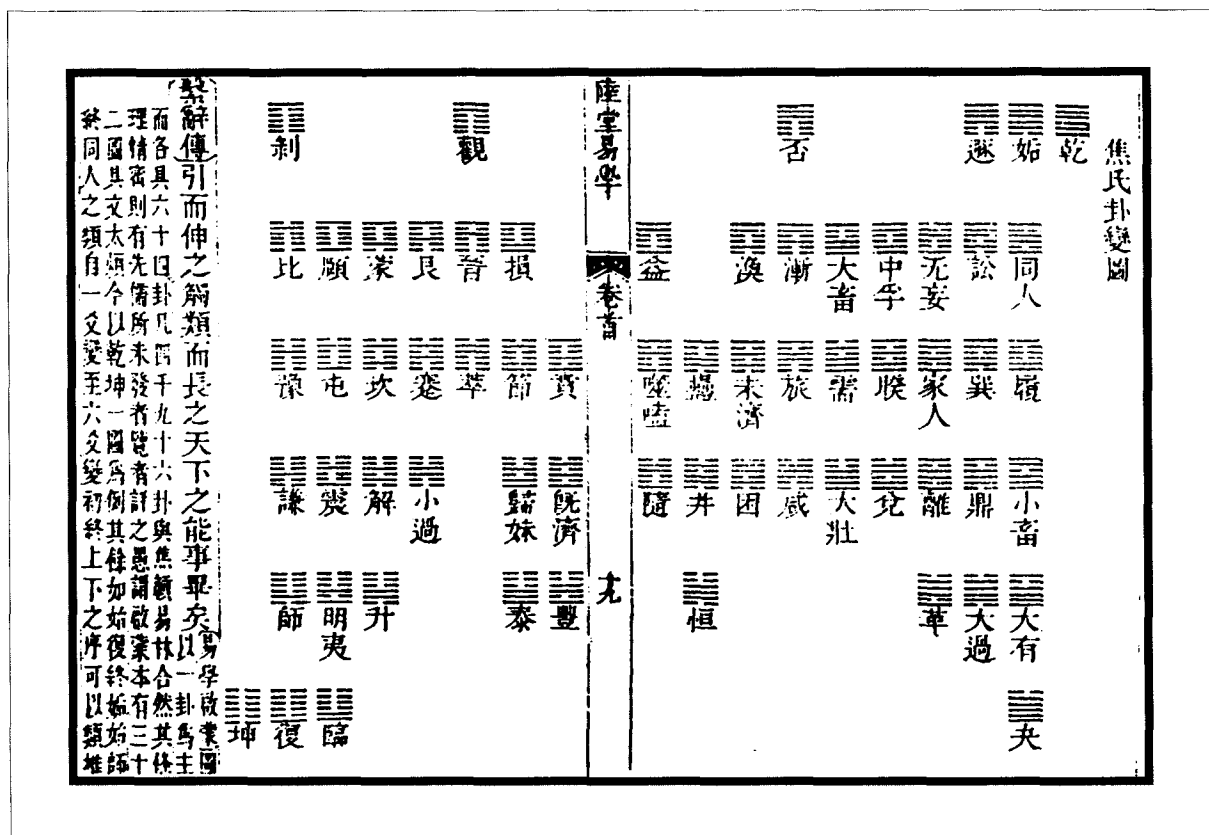 焦氏卦變圖
乾
姤 同人 履 小畜 大有 夬
遯 訟 巽 鼎 大過
无妄 家人 離 革
中孚 睽 兌
大畜 需 大壯
否 漸 旅 咸
渙 未濟 困
蠱 井 恒
益 噬嗑 隨
陸堂易學 卷首 十九
賁 既濟 豐
損 節 歸妹 泰
觀 晉 萃
艮 蹇 小過
蒙 坎 解 升
頤 屯 震 明夷 臨
剝 比 豫 謙 師 復
坤
繫辭傳引而伸之觸類而長之天下之能事畢矣
易學啟蒙圖
以一卦爲主
而各具六十四卦凡四千九十六卦與焦贛易林合然其條
理精密則有先儒所未發者覽者詳之愚謂啟蒙本有三十
二圖其文太煩今以乾坤一圖爲例其餘如始復終姤始師
終同人之類自一爻變至六爻變初終上下之序可以類推